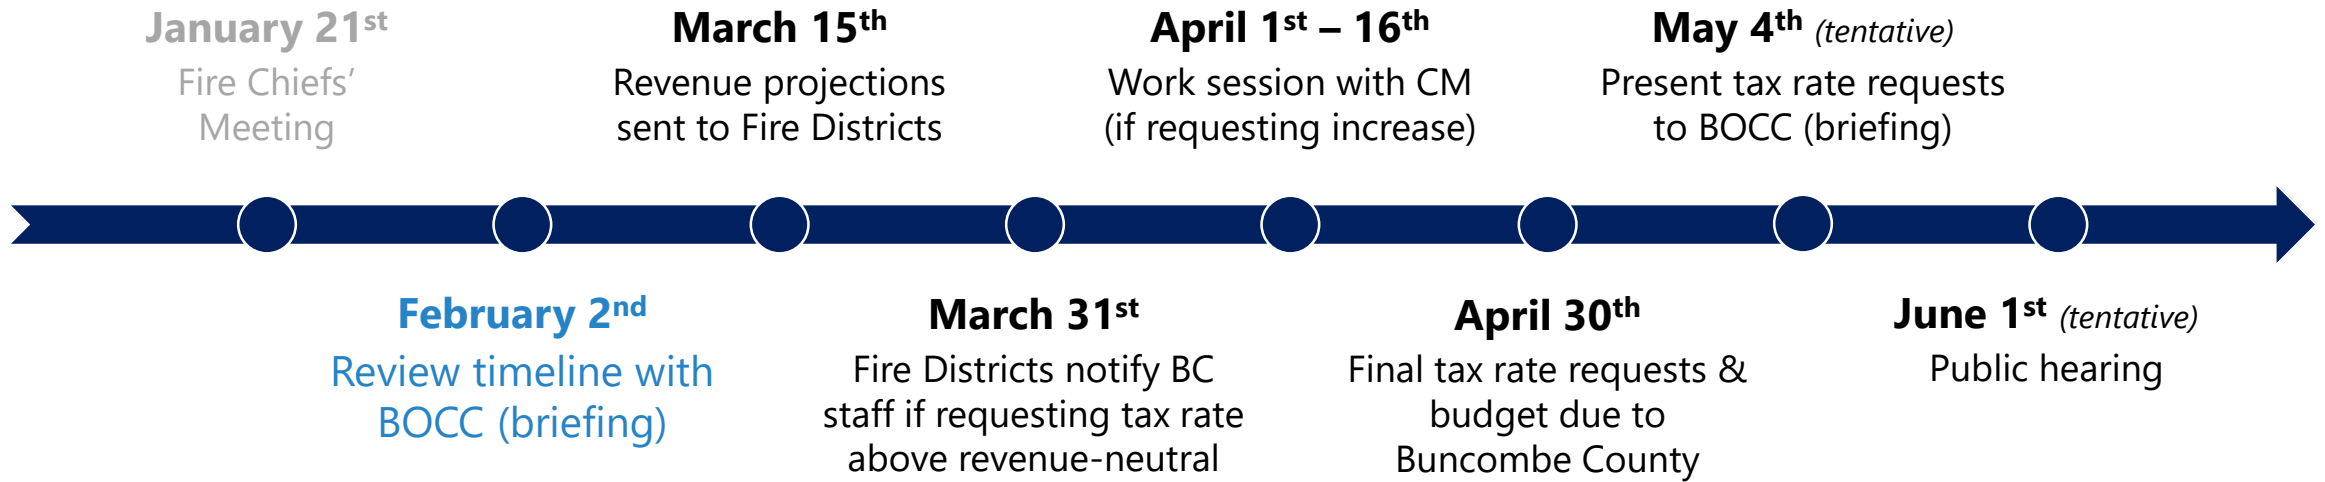 January 21st
Fire Chiefs’
Meeting
March 15th
Revenue projections
sent to Fire Districts
April 1st – 16th
Work session with CM
(if requesting increase)
May 4th (tentative)
Present tax rate requests
to BOCC (briefing)
February 2nd
Review timeline with
BOCC (briefing)
March 31st
Fire Districts notify BC
staff if requesting tax rate
above revenue-neutral
April 30th
Final tax rate requests &
budget due to
Buncombe County
June 1st (tentative)
Public hearing